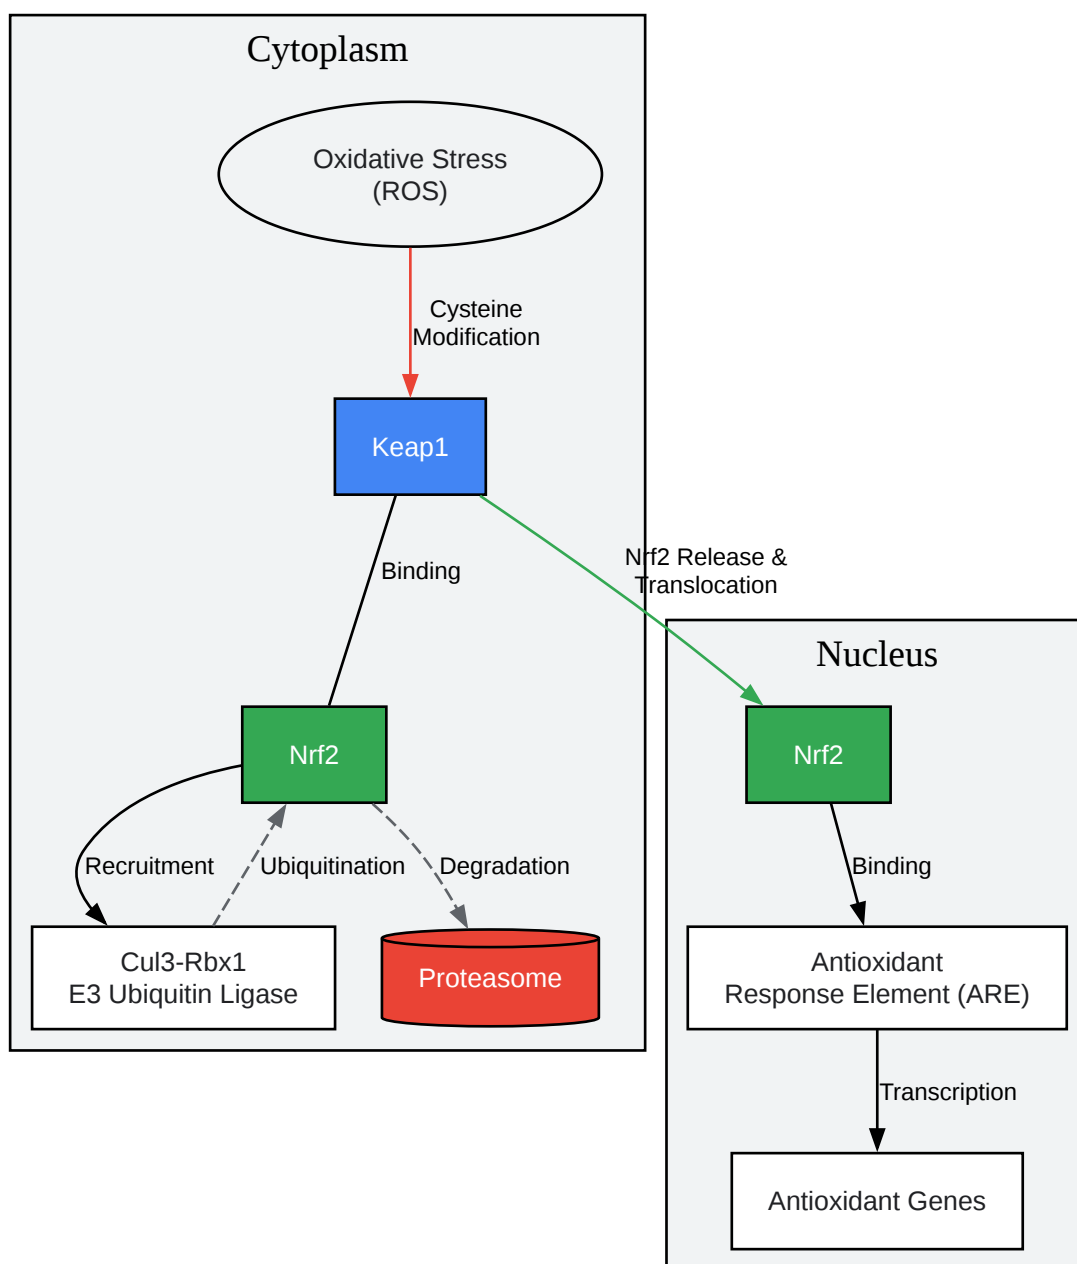 Cytoplasm
Oxidative Stress
(ROS)
Cysteine
Modification
Keap1
Binding
Nrf2 Release &
Translocation
Nucleus
Nrf2
Nrf2
Recruitment
Ubiquitination
Degradation
Binding
Cul3-Rbx1
E3 Ubiquitin Ligase
Proteasome
Antioxidant
Response Element (ARE)
Transcription
Antioxidant Genes